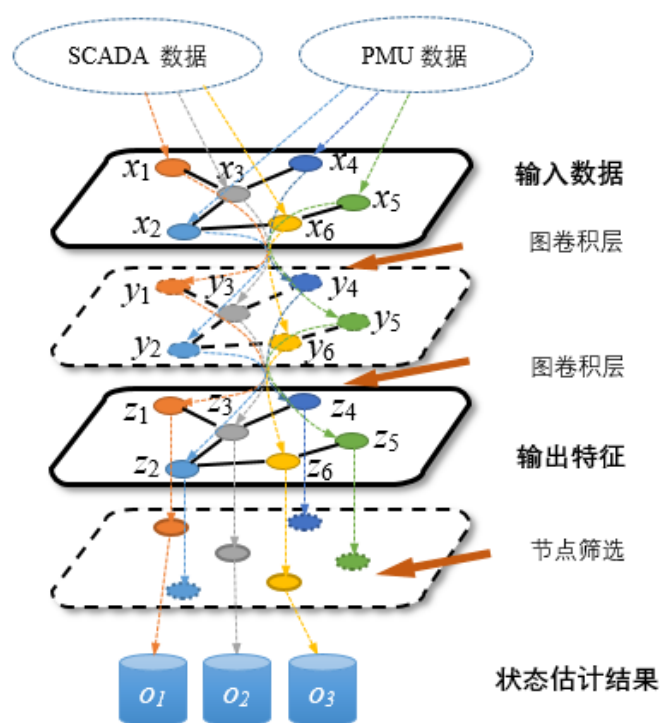 SCADA 数据
PMU 数据
x1
x3
x4
输入数据
x2
x6
x5
图卷积层
y1
y3
y4
y2
y6
y5
图卷积层
z1
z3
z4
z2
z6
z5
输出特征
节点筛选
o1
o2
o3
状态估计结果